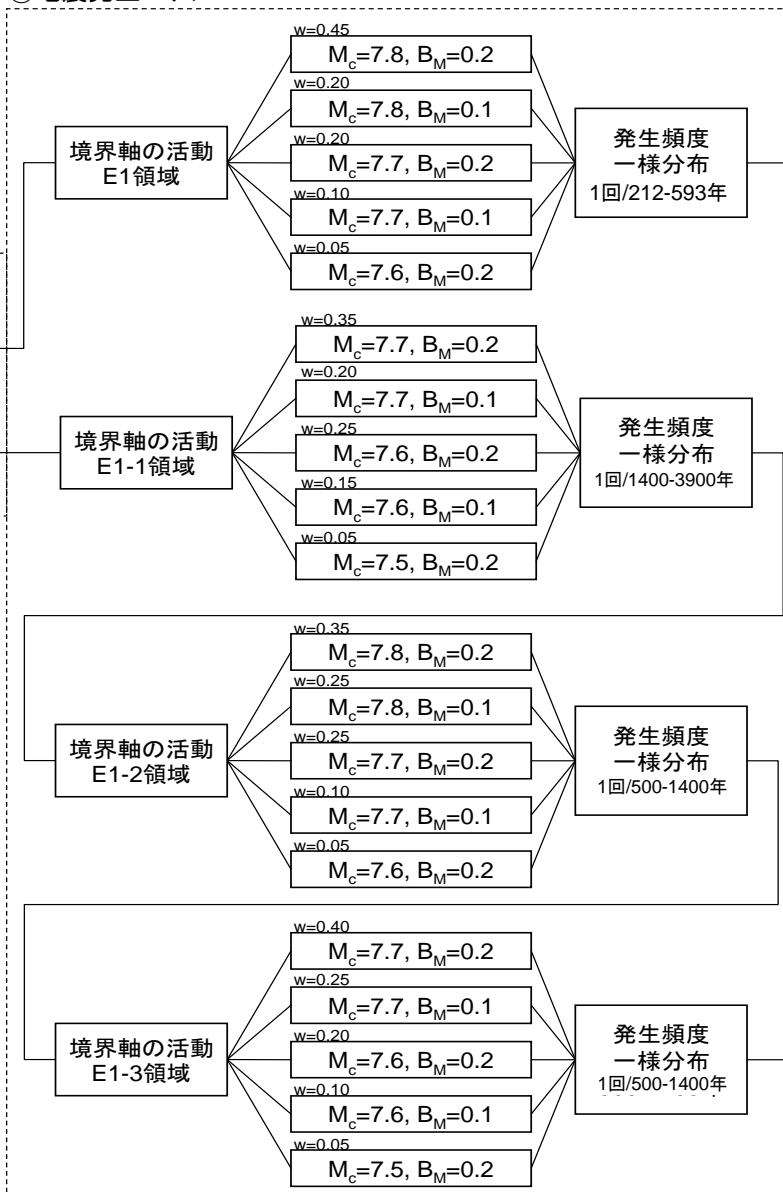 境界軸の活動
E1領域
w=0.45
Mc=7.8, BM=0.2
w=0.20
Mc=7.8, BM=0.1
w=0.20
Mc=7.7, BM=0.2
w=0.10
Mc=7.7, BM=0.1
w=0.05
Mc=7.6, BM=0.2
発生頻度
一様分布
1回/212-593年
境界軸の活動
E1-1領域
w=0.35
Mc=7.7, BM=0.2
w=0.20
Mc=7.7, BM=0.1
w=0.25
Mc=7.6, BM=0.2
w=0.15
Mc=7.6, BM=0.1
w=0.05
Mc=7.5, BM=0.2
発生頻度
一様分布
1回/1400-3900年
境界軸の活動
E1-2領域
w=0.35
Mc=7.8, BM=0.2
w=0.25
Mc=7.8, BM=0.1
w=0.25
Mc=7.7, BM=0.2
w=0.10
Mc=7.7, BM=0.1
w=0.05
Mc=7.6, BM=0.2
発生頻度
一様分布
1回/500-1400年
境界軸の活動
E1-3領域
w=0.40
Mc=7.7, BM=0.2
w=0.25
Mc=7.7, BM=0.1
w=0.20
Mc=7.6, BM=0.2
w=0.10
Mc=7.6, BM=0.1
w=0.05
Mc=7.5, BM=0.2
発生頻度
一様分布
1回/500-1400年